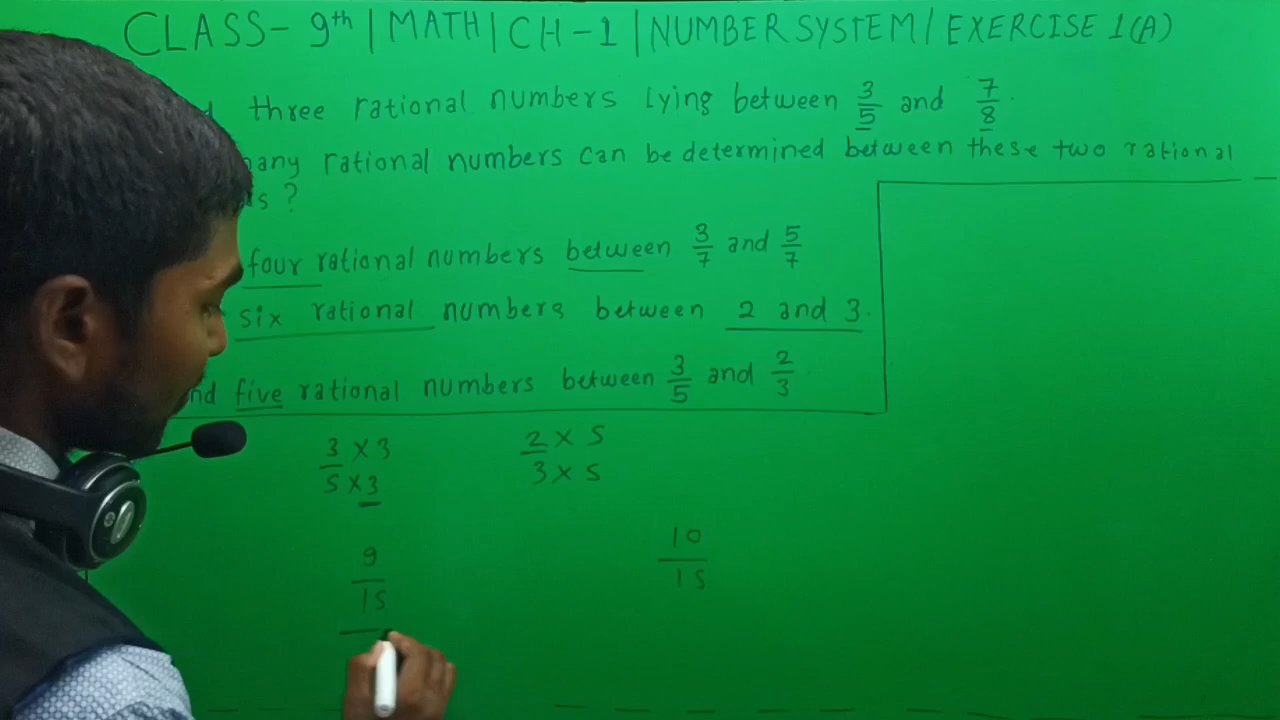 CLASS- 9th | MATH | CH-1 | NUMBER SYSTEM / EXERCISE 1(A)
three rational numbers lying between 3/5 and 7/8.
any rational numbers can be determined between these two rational
s ?
four rational numbers between 3/7 and 5/7
six rational numbers between 2 and 3.
nd five rational numbers between 3/5 and 2/3.
3 × 3 2 × 5
5 × 3 3 × 5
9 10
15 15